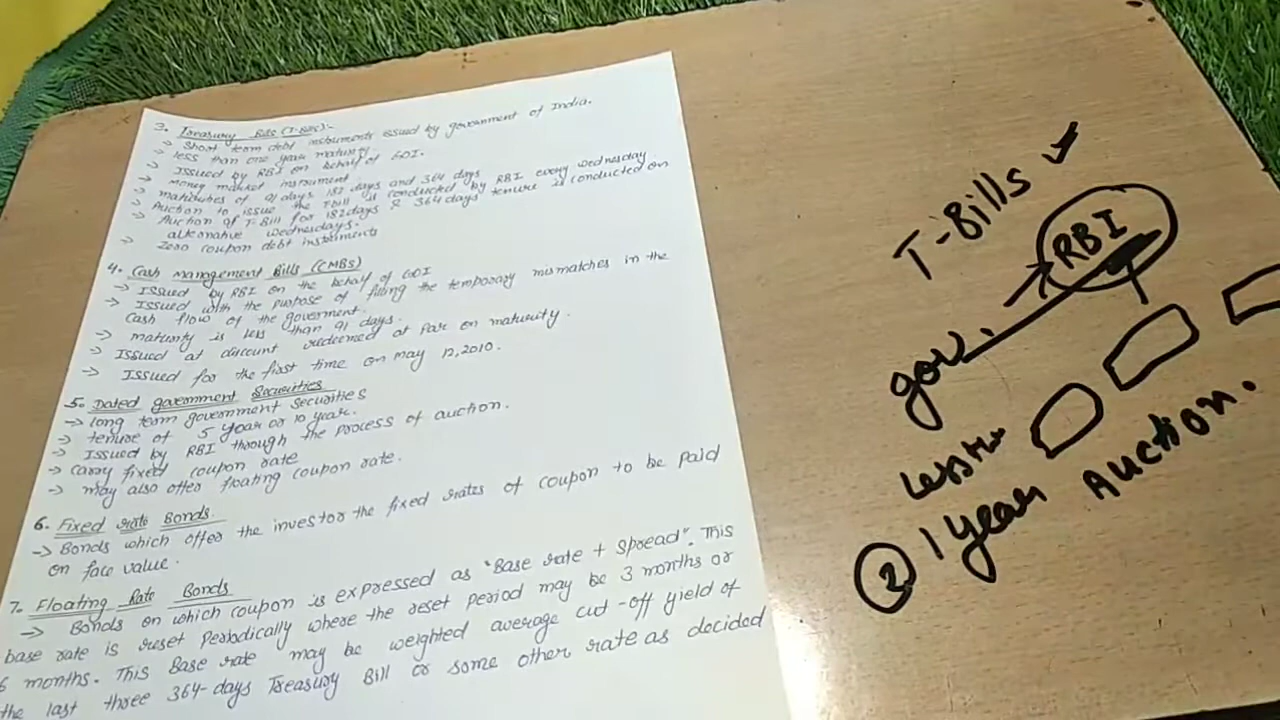 3. Treasury Bills (T-Bills):-
→ Short term debt instruments issued by government of India.
→ less than one year maturity.
→ Issued by RBI on behalf of GOI.
→ Money market instrument
→ maturities of 91 days 182 days and 364 days
→ Auction to issue the T Bill is conducted by RBI every wednesday
→ Auction of T-Bill for 182 days & 364 days tenure is conducted on
alternative wednesdays.
→ Zero coupon debt instruments
4. Cash Management Bills (CMBS)
→ Issued by RBI on the behalf of GOI
→ Issued with the purpose of filling the temporary mismatches in the
Cash flow of the goverment.
→ maturity is less than 91 days.
→ Issued at discount redeemed at par on maturity.
→ Issued for the first time on may 12, 2010.
5. Dated government Securities
→ long term government securities
→ tenure of 5 year or 10 year.
→ Issued by RBI through the process of auction.
→ carry fixed coupon rate
→ may also offer floating coupon rate.
6. Fixed rate Bonds.
→ Bonds which offer the investor the fixed rates of coupon to be paid
on face value.
7. Floating Rate Bonds
→ Bonds on which coupon is expressed as "Base rate + spread". This
base rate is reset Periodically where the reset period may be 3 months or
6 months. This Base rate may be weighted average cut-off yield of
the last three 364-days Treasury Bill or some other rate as decided
T-Bills ✓
RBI
gov.
② 1 year Auction.